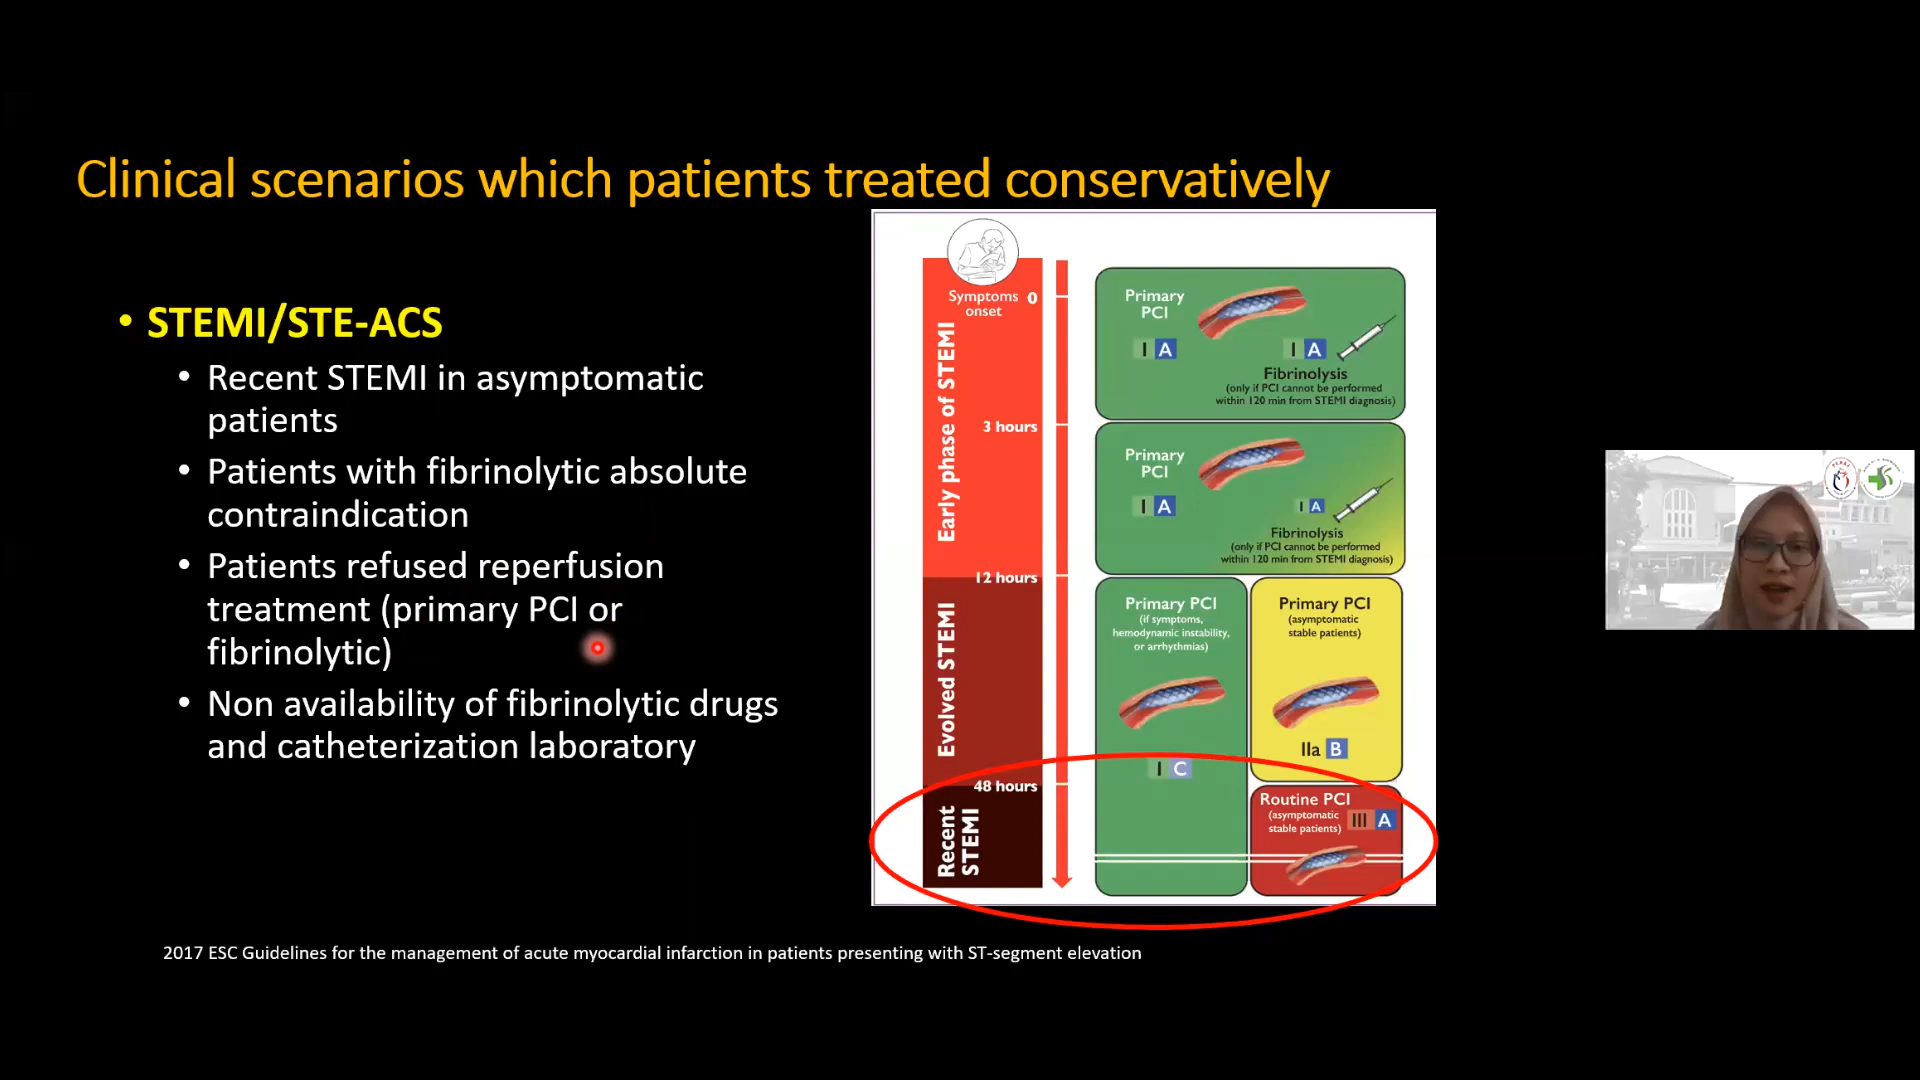 Clinical scenarios which patients treated conservatively
• STEMI/STE-ACS
• Recent STEMI in asymptomatic
patients
• Patients with fibrinolytic absolute
contraindication
• Patients refused reperfusion
treatment (primary PCI or
fibrinolytic)
• Non availability of fibrinolytic drugs
and catheterization laboratory
Symptoms
onset
0
Early phase of STEMI
3 hours
12 hours
Evolved STEMI
48 hours
Recent
STEMI
Primary
PCI
I A
I A
Fibrinolysis
(only if PCI cannot be performed
within 120 min from STEMI diagnosis)
Primary
PCI
I A
I A
Fibrinolysis
(only if PCI cannot be performed
within 120 min from STEMI diagnosis)
Primary PCI
(if symptoms,
hemodynamic instability,
or arrhythmias)
I C
Primary PCI
(asymptomatic
stable patients)
IIa B
Routine PCI
(asymptomatic
stable patients)
III A
2017 ESC Guidelines for the management of acute myocardial infarction in patients presenting with ST-segment elevation